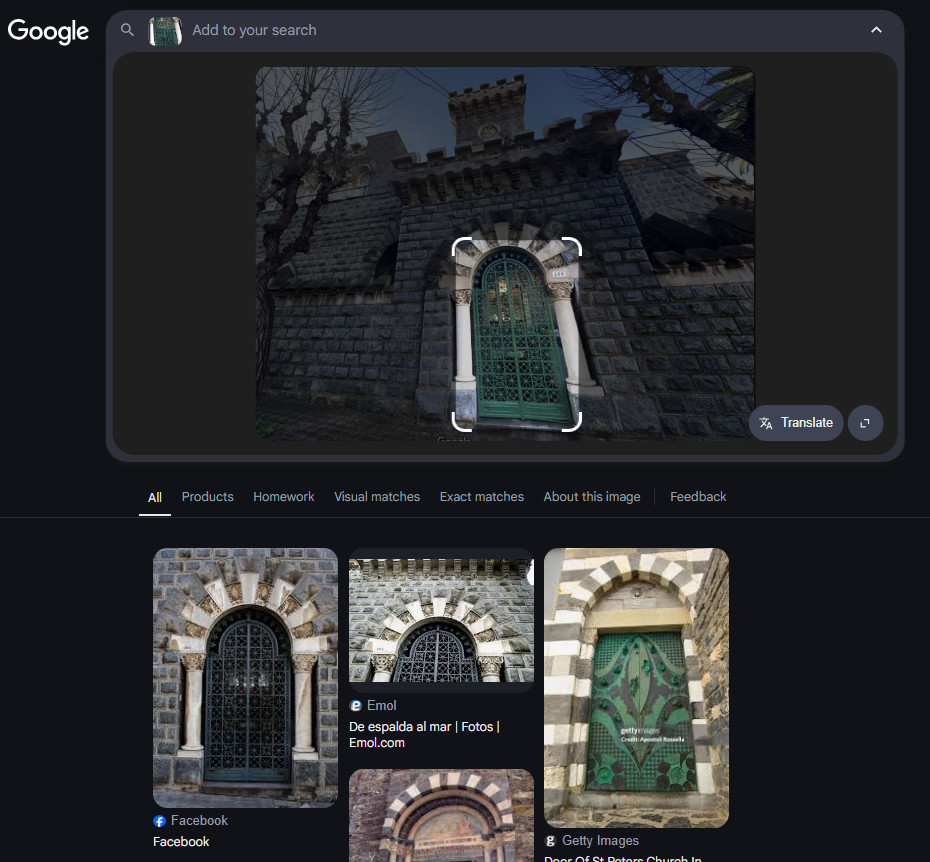 Google
Add to your search
Translate
All
Products
Homework
Visual matches
Exact matches
About this image
Feedback
Facebook
Facebook
Emol
De espalda al mar | Fotos |
Emol.com
gettyimages
Credit: Apostoli Rossella
Getty Images
Door Of St Peters Church In